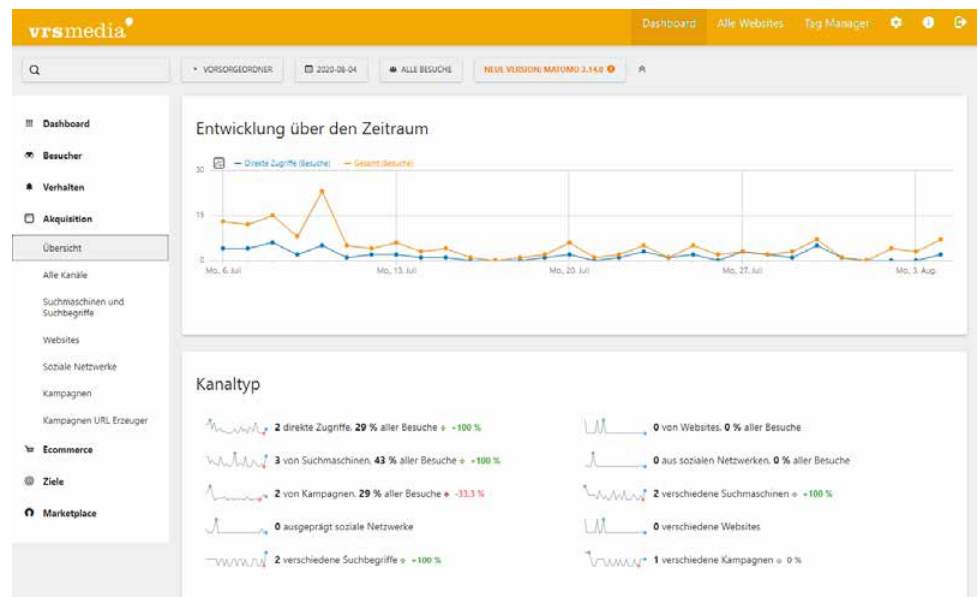 vrsmedia
Dashboard Alle Websites Tag Manager
VORSORGEORDNER 2020-08-04 ALLE BESUCHE NEUE VERSION: MATOMO 3.14.0
Dashboard
Besucher
Verhalten
Akquisition
Übersicht
Alle Kanäle
Suchmaschinen und
Suchbegriffe
Websites
Soziale Netzwerke
Kampagnen
Kampagnen URL Erzeuger
Ecommerce
Ziele
Marketplace
Entwicklung über den Zeitraum
Direkte Zugriffe (Besuche) Gesamt (Besuche)
30
15
0
Mo., 6. Jul Mo., 13. Jul Mo., 20. Jul Mo., 27. Jul Mo., 3. Aug.
Kanaltyp
2 direkte Zugriffe, 29 % aller Besuche +100 %
3 von Suchmaschinen, 43 % aller Besuche +100 %
2 von Kampagnen, 29 % aller Besuche -33.3 %
0 ausgeprägt soziale Netzwerke
2 verschiedene Suchbegriffe +100 %
0 von Websites, 0 % aller Besuche
0 aus sozialen Netzwerken, 0 % aller Besuche
2 verschiedene Suchmaschinen +100 %
0 verschiedene Websites
1 verschiedene Kampagnen 0 %